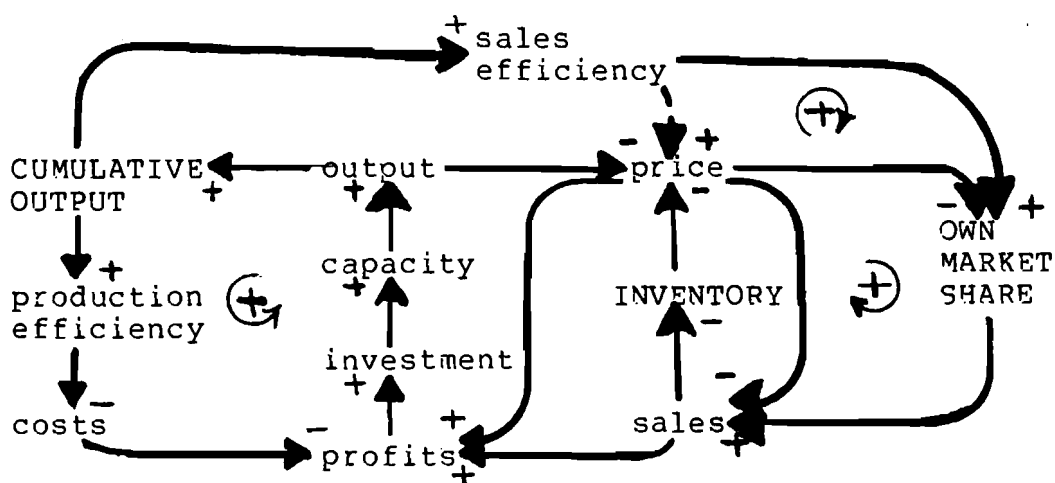 + sales
efficiency
+
CUMULATIVE
OUTPUT
+
output
+
- +
price
-
- +
OWN
MARKET
SHARE
+
production
efficiency
+
capacity
+
INVENTORY
-
+
investment
+
-
costs
-
profits
+
+
-
sales
+